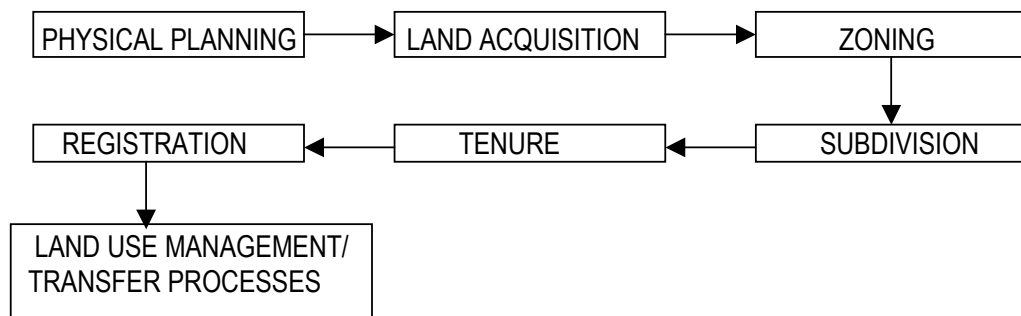 PHYSICAL PLANNING
LAND ACQUISITION
ZONING
SUBDIVISION
TENURE
REGISTRATION
LAND USE MANAGEMENT/
TRANSFER PROCESSES